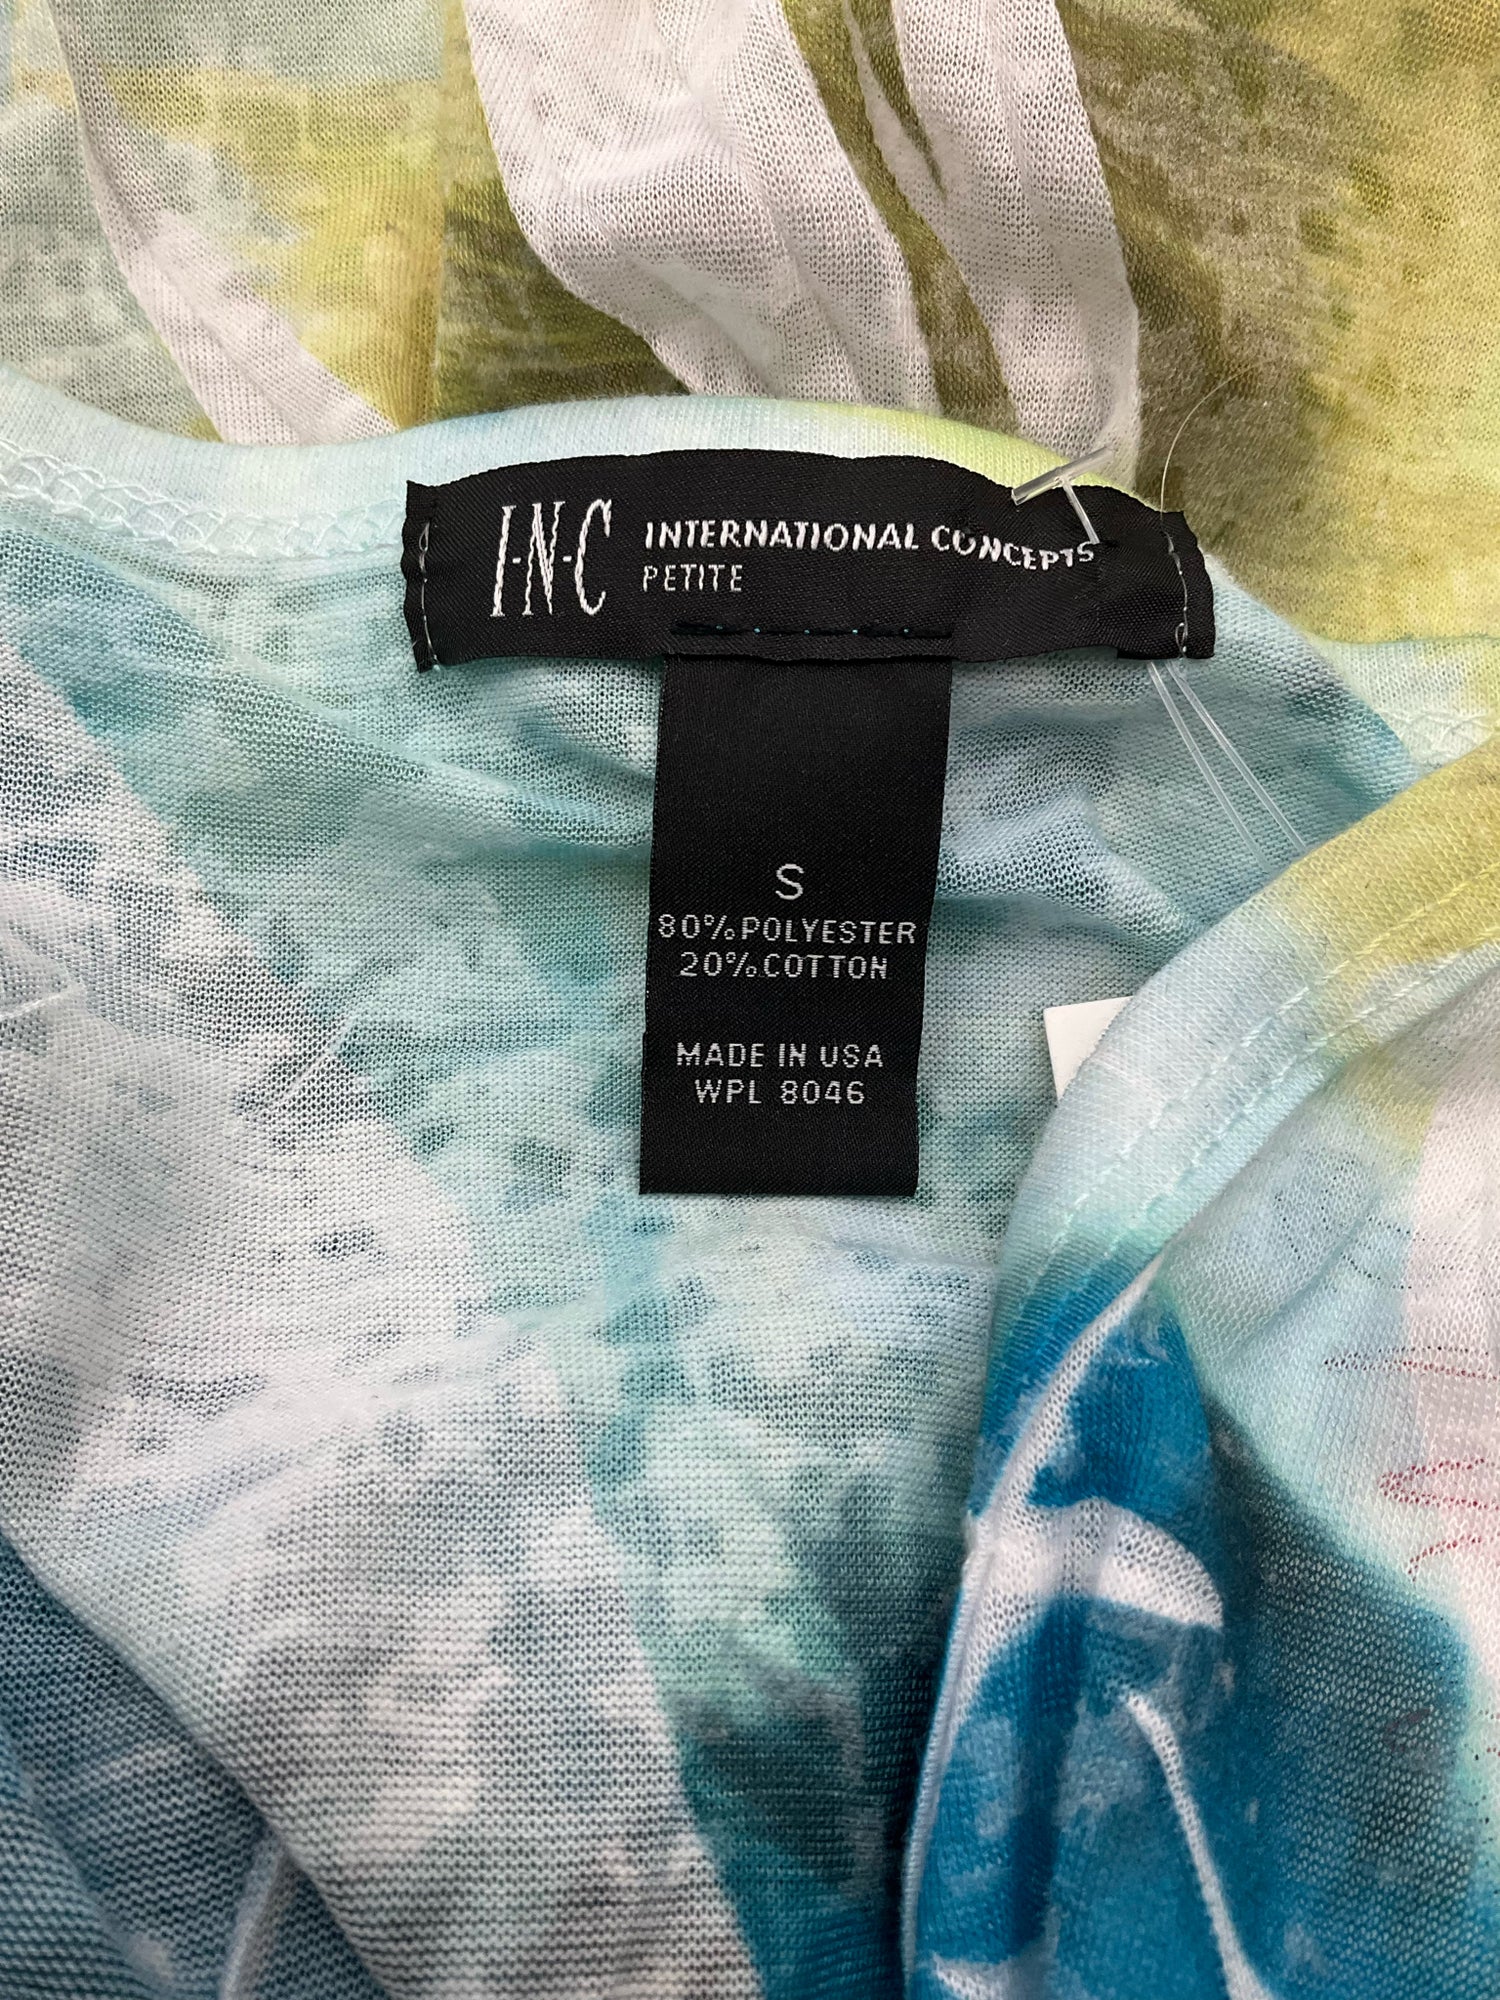 I-N-C INTERNATIONAL CONCEPTS
PETITE
S
80% POLYESTER
20% COTTON
MADE IN USA
WPL 8046